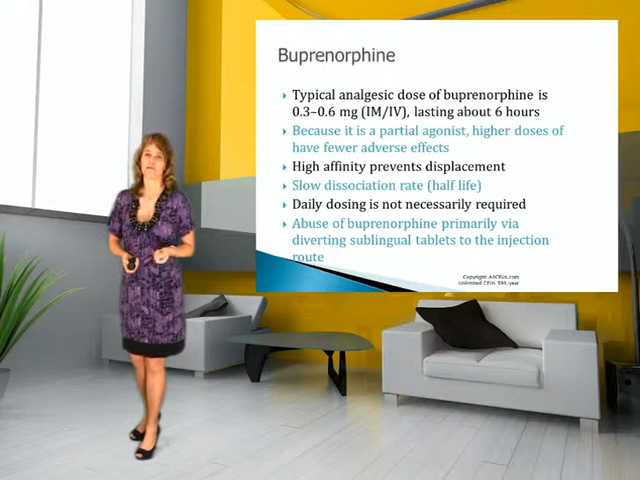 Buprenorphine
Typical analgesic dose of buprenorphine is
0.3–0.6 mg (IM/IV), lasting about 6 hours
Because it is a partial agonist, higher doses of
have fewer adverse effects
High affinity prevents displacement
Slow dissociation rate (half life)
Daily dosing is not necessarily required
Abuse of buprenorphine primarily via
diverting sublingual tablets to the injection
route
Copyright AllCEUs.com
Unlimited CEUs $99/year